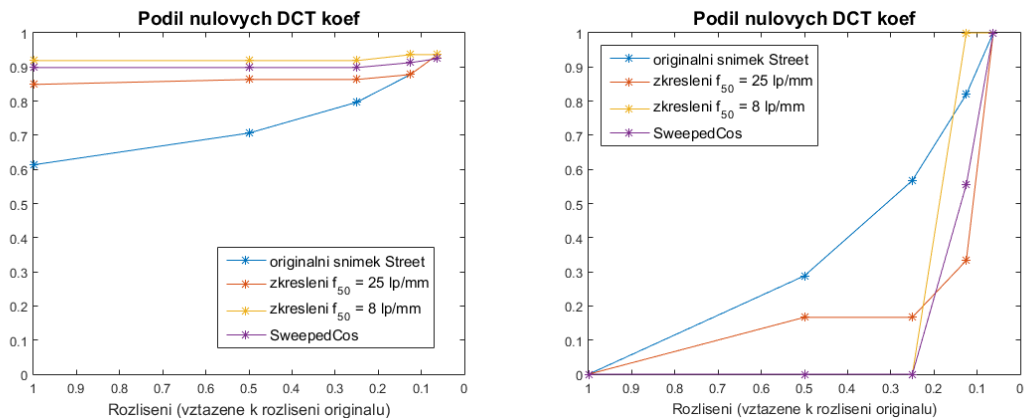 Podil nulovych DCT koef
1
0.9
0.8
0.7
0.6
0.5
0.4
0.3
0.2
0.1
0
originalni snimek Street
zkresleni f50 = 25 lp/mm
zkresleni f50 = 8 lp/mm
SweepedCos
1 0.9 0.8 0.7 0.6 0.5 0.4 0.3 0.2 0.1 0
Rozliseni (vztazene k rozliseni originalu)
Podil nulovych DCT koef
1
0.9
0.8
0.7
0.6
0.5
0.4
0.3
0.2
0.1
0
originalni snimek Street
zkresleni f50 = 25 lp/mm
zkresleni f50 = 8 lp/mm
SweepedCos
1 0.9 0.8 0.7 0.6 0.5 0.4 0.3 0.2 0.1 0
Rozliseni (vztazene k rozliseni originalu)